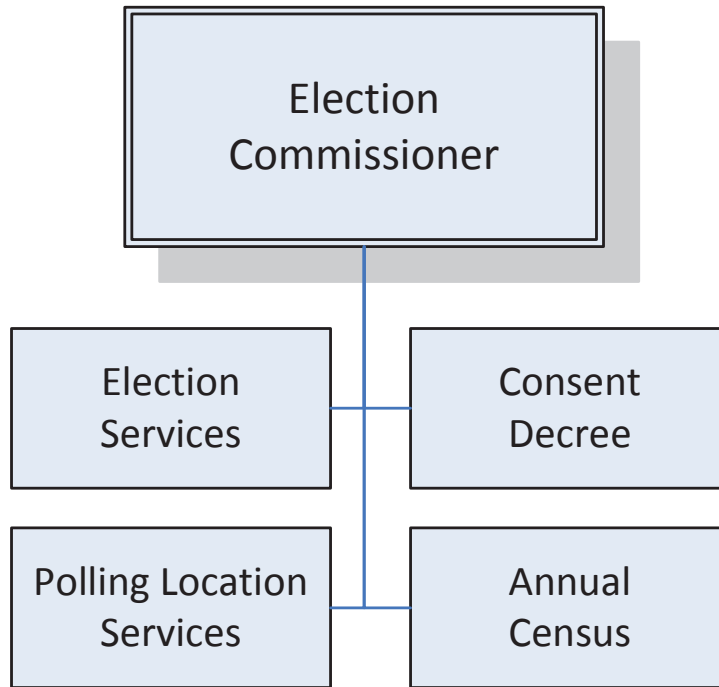 Election
Commissioner
Election
Services
Consent
Decree
Polling Location
Services
Annual
Census